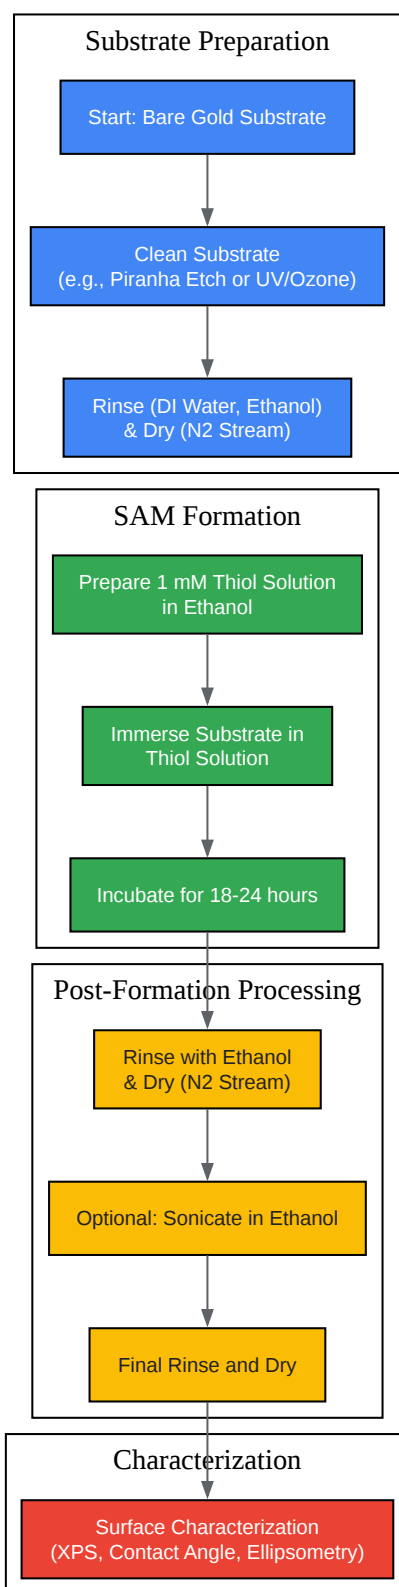 Substrate Preparation
Start: Bare Gold Substrate
Clean Substrate
(e.g., Piranha Etch or UV/Ozone)
Rinse (DI Water, Ethanol)
& Dry (N2 Stream)
SAM Formation
Prepare 1 mM Thiol Solution
in Ethanol
Immerse Substrate in
Thiol Solution
Incubate for 18-24 hours
Post-Formation Processing
Rinse with Ethanol
& Dry (N2 Stream)
Optional: Sonicate in Ethanol
Final Rinse and Dry
Characterization
Surface Characterization
(XPS, Contact Angle, Ellipsometry)